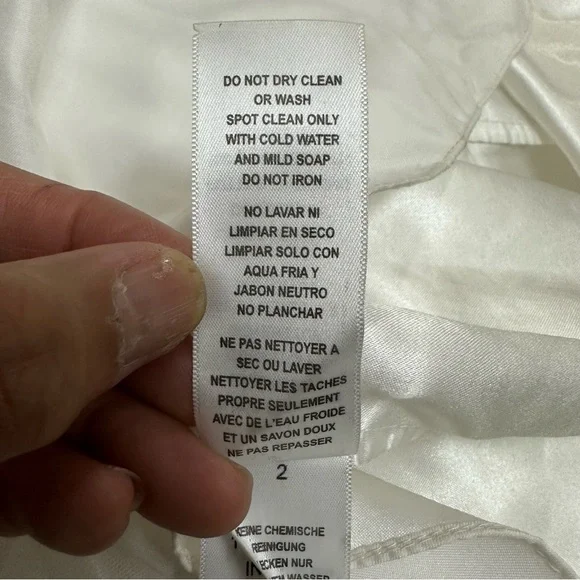 DO NOT DRY CLEAN
OR WASH
SPOT CLEAN ONLY
WITH COLD WATER
AND MILD SOAP
DO NOT IRON
NO LAVAR NI
LIMPIAR EN SECO
LIMPIAR SOLO CON
AQUA FRIA Y
JABON NEUTRO
NO PLANCHAR
NE PAS NETTOYER A
SEC OU LAVER
NETTOYER LES TACHES
PROPRE SEULEMENT
AVEC DE L'EAU FROIDE
ET UN SAVON DOUX
NE PAS REPASSER
2
CHEMISCHE
REINIGUNG
NUR
WASSER